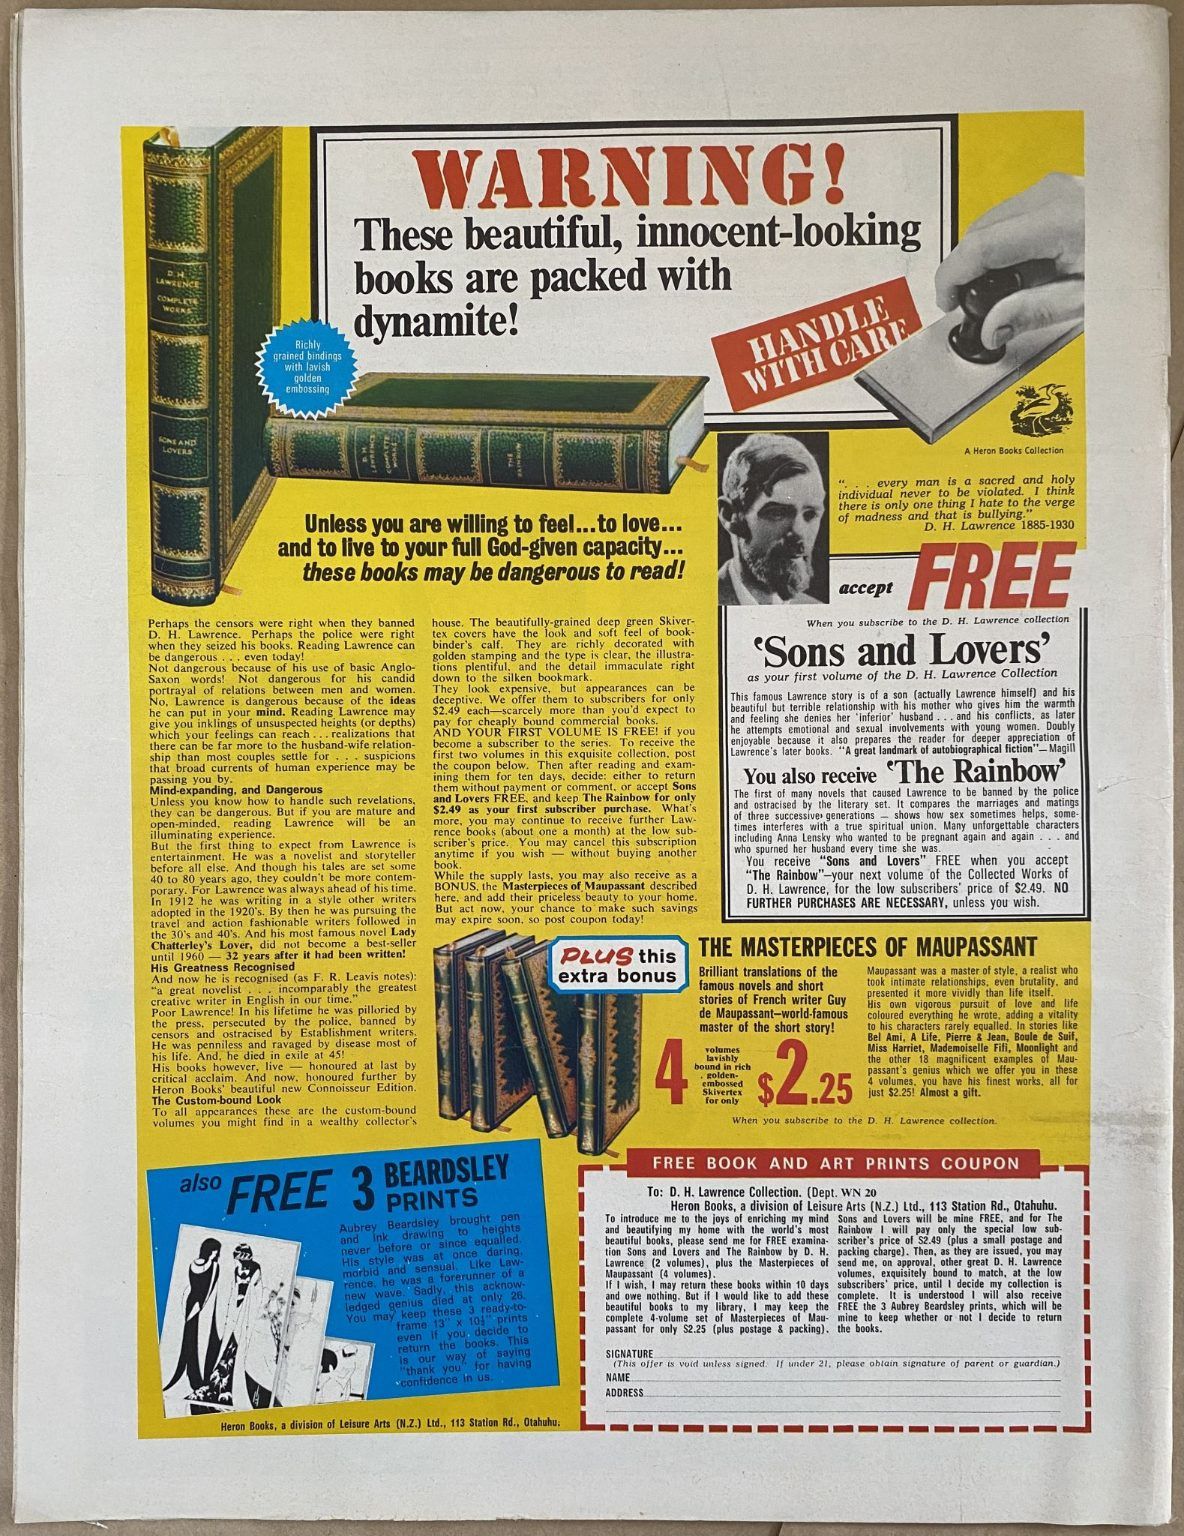 WARNING!
These beautiful, innocent-looking
books are packed with
dynamite!
HANDLE
WITH CARE
D. H.
LAWRENCE
COMPLETE
WORKS
SONS AND
LOVERS
Richly
grained bindings
with lavish
golden
embossing
D. H.
LAWRENCE
COMPLETE
WORKS
THE
RAINBOW
A Heron Books Collection
". . . every man is a sacred and holy
individual never to be violated. I think
there is only one thing I hate to the verge
of madness and that is bullying."
D. H. Lawrence 1885-1930
Unless you are willing to feel...to love...
and to live to your full God-given capacity...
these books may be dangerous to read!
accept FREE
When you subscribe to the D. H. Lawrence collection
'Sons and Lovers'
as your first volume of the D. H. Lawrence Collection
This famous Lawrence story is of a son (actually Lawrence himself) and his
beautiful but terrible relationship with his mother who gives him the warmth
and feeling she denies her 'inferior' husband . . . and his conflicts, as later
he attempts emotional and sexual involvements with young women. Doubly
enjoyable because it also prepares the reader for deeper appreciation of
Lawrence's later books. "A great landmark of autobiographical fiction"—Magill
You also receive 'The Rainbow'
The first of many novels that caused Lawrence to be banned by the police
and ostracised by the literary set. It compares the marriages and matings
of three successive generations — shows how sex sometimes helps, some-
times interferes with a true spiritual union. Many unforgettable characters
including Anna Lensky who wanted to be pregnant again and again . . . and
who spurned her husband every time she was.
You receive "Sons and Lovers" FREE when you accept
"The Rainbow"—your next volume of the Collected Works of
D. H. Lawrence, for the low subscribers' price of $2.49. NO
FURTHER PURCHASES ARE NECESSARY, unless you wish.
Perhaps the censors were right when they banned
D. H. Lawrence. Perhaps the police were right
when they seized his books. Reading Lawrence can
be dangerous . . . even today!
Not dangerous because of his use of basic Anglo-
Saxon words! Not dangerous for his candid
portrayal of relations between men and women.
No, Lawrence is dangerous because of the ideas
he can put in your mind. Reading Lawrence may
give you inklings of unsuspected heights (or depths)
which your feelings can reach . . . realizations that
there can be far more to the husband-wife relation-
ship than most couples settle for . . . suspicions
that broad currents of human experience may be
passing you by.
Mind-expanding, and Dangerous
Unless you know how to handle such revelations,
they can be dangerous. But if you are mature and
open-minded, reading Lawrence will be an
illuminating experience.
But the first thing to expect from Lawrence is
entertainment. He was a novelist and storyteller
before all else. And though his tales are set some
40 to 80 years ago, they couldn't be more contem-
porary. For Lawrence was always ahead of his time.
In 1912 he was writing in a style other writers
adopted in the 1920's. By then he was pursuing the
travel and action fashionable writers followed in
the 30's and 40's. And his most famous novel Lady
Chatterley's Lover, did not become a best-seller
until 1960 — 32 years after it had been written!
His Greatness Recognised
And now he is recognised (as F. R. Leavis notes):
"a great novelist . . . incomparably the greatest
creative writer in English in our time."
Poor Lawrence! In his lifetime he was pilloried by
the press, persecuted by the police, banned by
censors and ostracised by Establishment writers.
He was penniless and ravaged by disease most of
his life. And, he died in exile at 45!
His books however, live — honoured at last by
critical acclaim. And now, honoured further by
Heron Books' beautiful new Connoisseur Edition.
The Custom-bound Look
To all appearances these are the custom-bound
volumes you might find in a wealthy collector's
house. The beautifully-grained deep green Skiver-
tex covers have the look and soft feel of book-
binder's calf. They are richly decorated with
golden stamping and the type is clear, the illustra-
tions plentiful, and the detail immaculate right
down to the silken bookmark.
They look expensive, but appearances can be
deceptive. We offer them to subscribers for only
$2.49 each—scarcely more than you'd expect to
pay for cheaply bound commercial books.
AND YOUR FIRST VOLUME IS FREE! if you
become a subscriber to the series. To receive the
first two volumes in this exquisite collection, post
the coupon below. Then after reading and exam-
ining them for ten days, decide: either to return
them without payment or comment, or accept Sons
and Lovers FREE, and keep The Rainbow for only
$2.49 as your first subscriber purchase. What's
more, you may continue to receive further Law-
rence books (about one a month) at the low sub-
scriber's price. You may cancel this subscription
anytime if you wish — without buying another
book.
While the supply lasts, you may also receive as a
BONUS, the Masterpieces of Maupassant described
here, and add their priceless beauty to your home.
But act now, your chance to make such savings
may expire soon, so post coupon today!
PLUS this
extra bonus
THE MASTERPIECES OF MAUPASSANT
Brilliant translations of the
famous novels and short
stories of French writer Guy
de Maupassant—world-famous
master of the short story!
4 volumes
lavishly
bound in rich
golden-
embossed
Skivertex
for only
$2.25
Maupassant was a master of style, a realist who
took intimate relationships, even brutality, and
presented it more vividly than life itself.
His own vigorous pursuit of love and life
coloured everything he wrote, adding a vitality
to his characters rarely equalled. In stories like
Bel Ami, A Life, Pierre & Jean, Boule de Suif,
Miss Harriet, Mademoiselle Fifi, Moonlight and
the other 18 magnificent examples of Mau-
passant's genius which we offer you in these
4 volumes, you have his finest works, all for
just $2.25! Almost a gift.
When you subscribe to the D. H. Lawrence collection.
also FREE 3 BEARDSLEY
PRINTS
Aubrey Beardsley brought pen
and ink drawing to heights
never before or since equalled.
His style was at once daring,
morbid and sensual. Like Law-
rence, he was a forerunner of a
new wave. Sadly, this acknow-
ledged genius died at only 26.
You may keep these 3 ready-to-
frame 13" x 10½" prints
even if you decide to
return the books. This
is our way of saying
"thank you" for having
confidence in us.
Heron Books, a division of Leisure Arts (N.Z.) Ltd., 113 Station Rd., Otahuhu.
FREE BOOK AND ART PRINTS COUPON
To: D. H. Lawrence Collection. (Dept. WN 20
Heron Books, a division of Leisure Arts (N.Z.) Ltd., 113 Station Rd., Otahuhu.
To introduce me to the joys of enriching my mind
and beautifying my home with the world's most
beautiful books, please send me for FREE examina-
tion Sons and Lovers and The Rainbow by D. H.
Lawrence (2 volumes), plus the Masterpieces of
Maupassant (4 volumes).
If I wish, I may return these books within 10 days
and owe nothing. But if I would like to add these
beautiful books to my library, I may keep the
complete 4-volume set of Masterpieces of Mau-
passant for only $2.25 (plus postage & packing).
Sons and Lovers will be mine FREE, and for The
Rainbow I will pay only the special low sub-
scriber's price of $2.49 (plus a small postage and
packing charge). Then, as they are issued, you may
send me, on approval, other great D. H. Lawrence
volumes, exquisitely bound to match, at the low
subscribers' price, until I decide my collection is
complete. It is understood I will also receive
FREE the 3 Aubrey Beardsley prints, which will be
mine to keep whether or not I decide to return
the books.
SIGNATURE
(This offer is void unless signed. If under 21, please obtain signature of parent or guardian.)
NAME
ADDRESS